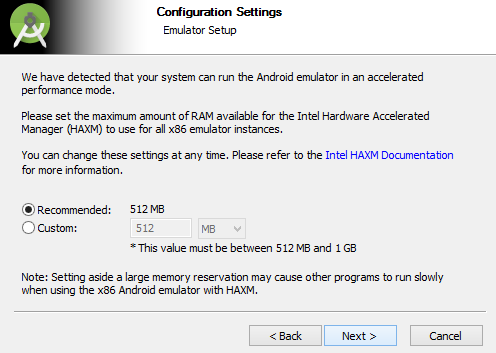 Configuration Settings
Emulator Setup
We have detected that your system can run the Android emulator in an accelerated
performance mode.
Please set the maximum amount of RAM available for the Intel Hardware Accelerated
Manager (HAXM) to use for all x86 emulator instances.
You can change these settings at any time. Please refer to the Intel HAXM Documentation
for more information.
Recommended: 512 MB
Custom: 512 MB
* This value must be between 512 MB and 1 GB
Note: Setting aside a large memory reservation may cause other programs to run slowly
when using the x86 Android emulator with HAXM.
< Back Next > Cancel